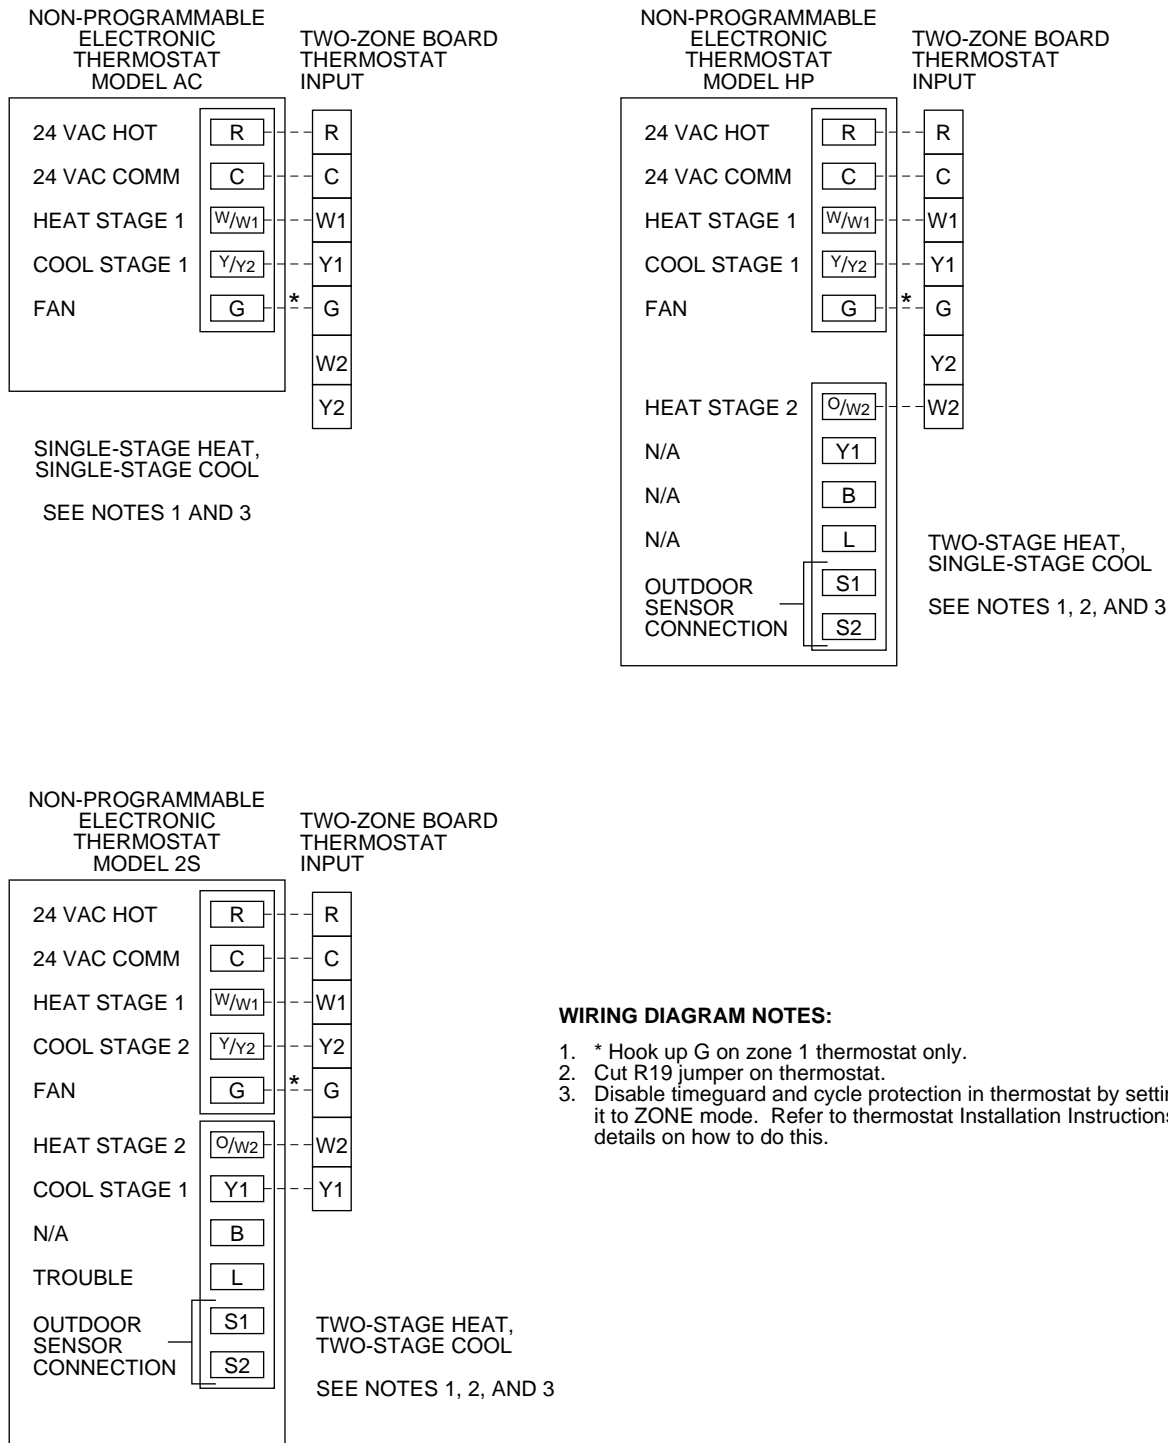 NON-PROGRAMMABLE
ELECTRONIC
THERMOSTAT
MODEL AC
TWO-ZONE BOARD
THERMOSTAT
INPUT
24 VAC HOT R R
24 VAC COMM C C
HEAT STAGE 1 W/W1 W1
COOL STAGE 1 Y/Y2 Y1
FAN G * G
W2
Y2
SINGLE-STAGE HEAT,
SINGLE-STAGE COOL
SEE NOTES 1 AND 3
NON-PROGRAMMABLE
ELECTRONIC
THERMOSTAT
MODEL HP
TWO-ZONE BOARD
THERMOSTAT
INPUT
24 VAC HOT R R
24 VAC COMM C C
HEAT STAGE 1 W/W1 W1
COOL STAGE 1 Y/Y2 Y1
FAN G * G
Y2
HEAT STAGE 2 O/W2 W2
N/A Y1
N/A B
N/A L
OUTDOOR
SENSOR
CONNECTION
S1
S2
TWO-STAGE HEAT,
SINGLE-STAGE COOL
SEE NOTES 1, 2, AND 3
NON-PROGRAMMABLE
ELECTRONIC
THERMOSTAT
MODEL 2S
TWO-ZONE BOARD
THERMOSTAT
INPUT
24 VAC HOT R R
24 VAC COMM C C
HEAT STAGE 1 W/W1 W1
COOL STAGE 2 Y/Y2 Y2
FAN G * G
HEAT STAGE 2 O/W2 W2
COOL STAGE 1 Y1 Y1
N/A B
TROUBLE L
OUTDOOR
SENSOR
CONNECTION
S1
S2
TWO-STAGE HEAT,
TWO-STAGE COOL
SEE NOTES 1, 2, AND 3
WIRING DIAGRAM NOTES:
1. * Hook up G on zone 1 thermostat only.
2. Cut R19 jumper on thermostat.
3. Disable timeguard and cycle protection in thermostat by
it to ZONE mode. Refer to thermostat Installation
details on how to do this.